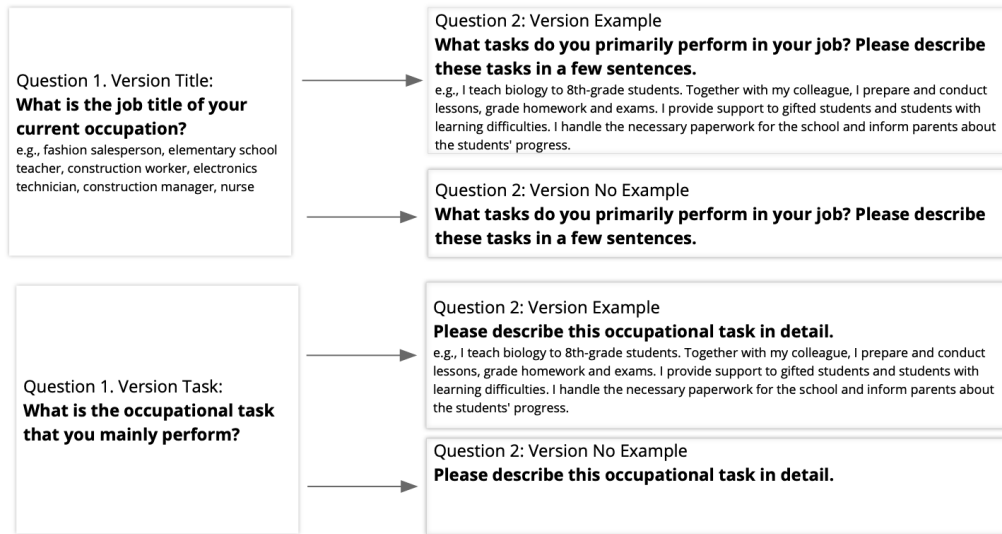 Question 1. Version Title:
What is the job title of your
current occupation?
e.g., fashion salesperson, elementary school
teacher, construction worker, electronics
technician, construction manager, nurse
Question 2: Version Example
What tasks do you primarily perform in your job? Please describe
these tasks in a few sentences.
e.g., I teach biology to 8th-grade students. Together with my colleague, I prepare and conduct
lessons, grade homework and exams. I provide support to gifted students and students with
learning difficulties. I handle the necessary paperwork for the school and inform parents about
the students' progress.
Question 2: Version No Example
What tasks do you primarily perform in your job? Please describe
these tasks in a few sentences.
Question 1. Version Task:
What is the occupational task
that you mainly perform?
Question 2: Version Example
Please describe this occupational task in detail.
e.g., I teach biology to 8th-grade students. Together with my colleague, I prepare and conduct
lessons, grade homework and exams. I provide support to gifted students and students with
learning difficulties. I handle the necessary paperwork for the school and inform parents about
the students' progress.
Question 2: Version No Example
Please describe this occupational task in detail.